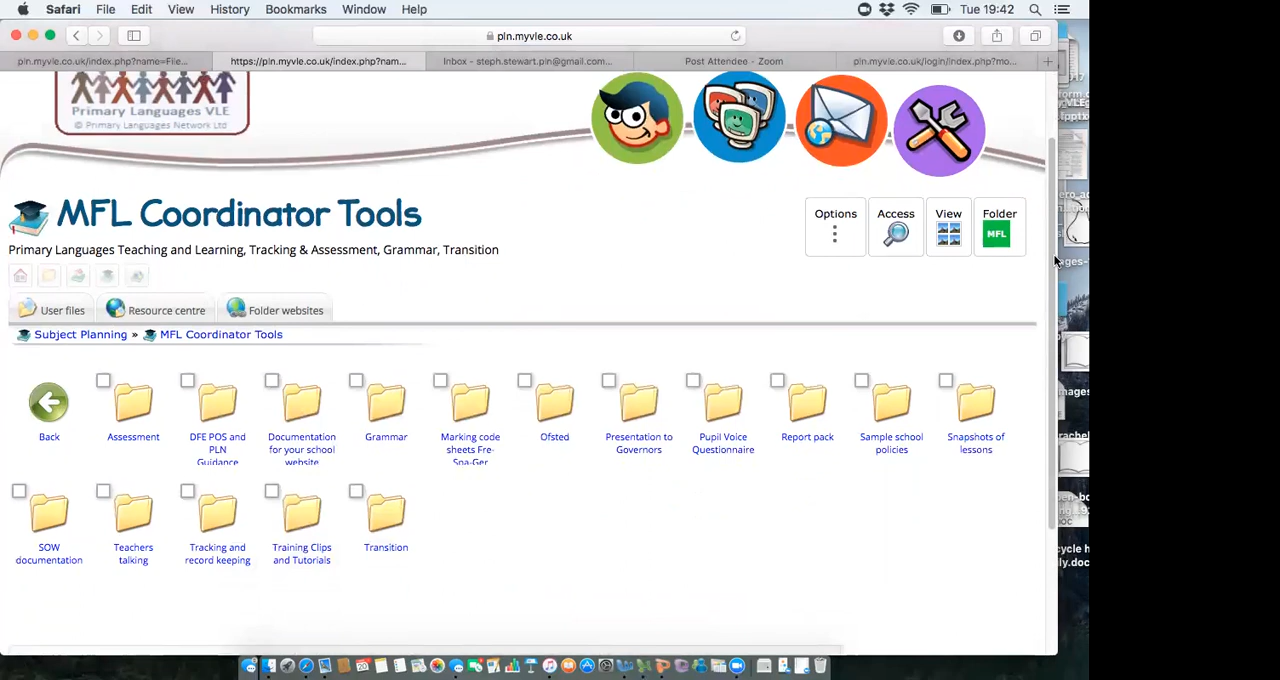 Safari File Edit View History Bookmarks Window Help Tue 19:42
pln.myvle.co.uk
pln.myvle.co.uk/index.php?name=File... https://pln.myvle.co.uk/index.php?nam... Inbox - steph.stewart.pln@gmail.com... Post Attendee - Zoom pln.myvle.co.uk/login/index.php?mo...
Primary Languages VLE
© Primary Languages Network Ltd
MFL Coordinator Tools
Options Access View Folder
MFL
Primary Languages Teaching and Learning, Tracking & Assessment, Grammar, Transition
User files Resource centre Folder websites
Subject Planning » MFL Coordinator Tools
Back
Assessment
DFE POS and
PLN
Guidance
Documentation
for your school
website
Grammar
Marking code
sheets Fre-
Spa-Ger
Ofsted
Presentation to
Governors
Pupil Voice
Questionnaire
Report pack
Sample school
policies
Snapshots of
lessons
SOW
documentation
Teachers
talking
Tracking and
record keeping
Training Clips
and Tutorials
Transition